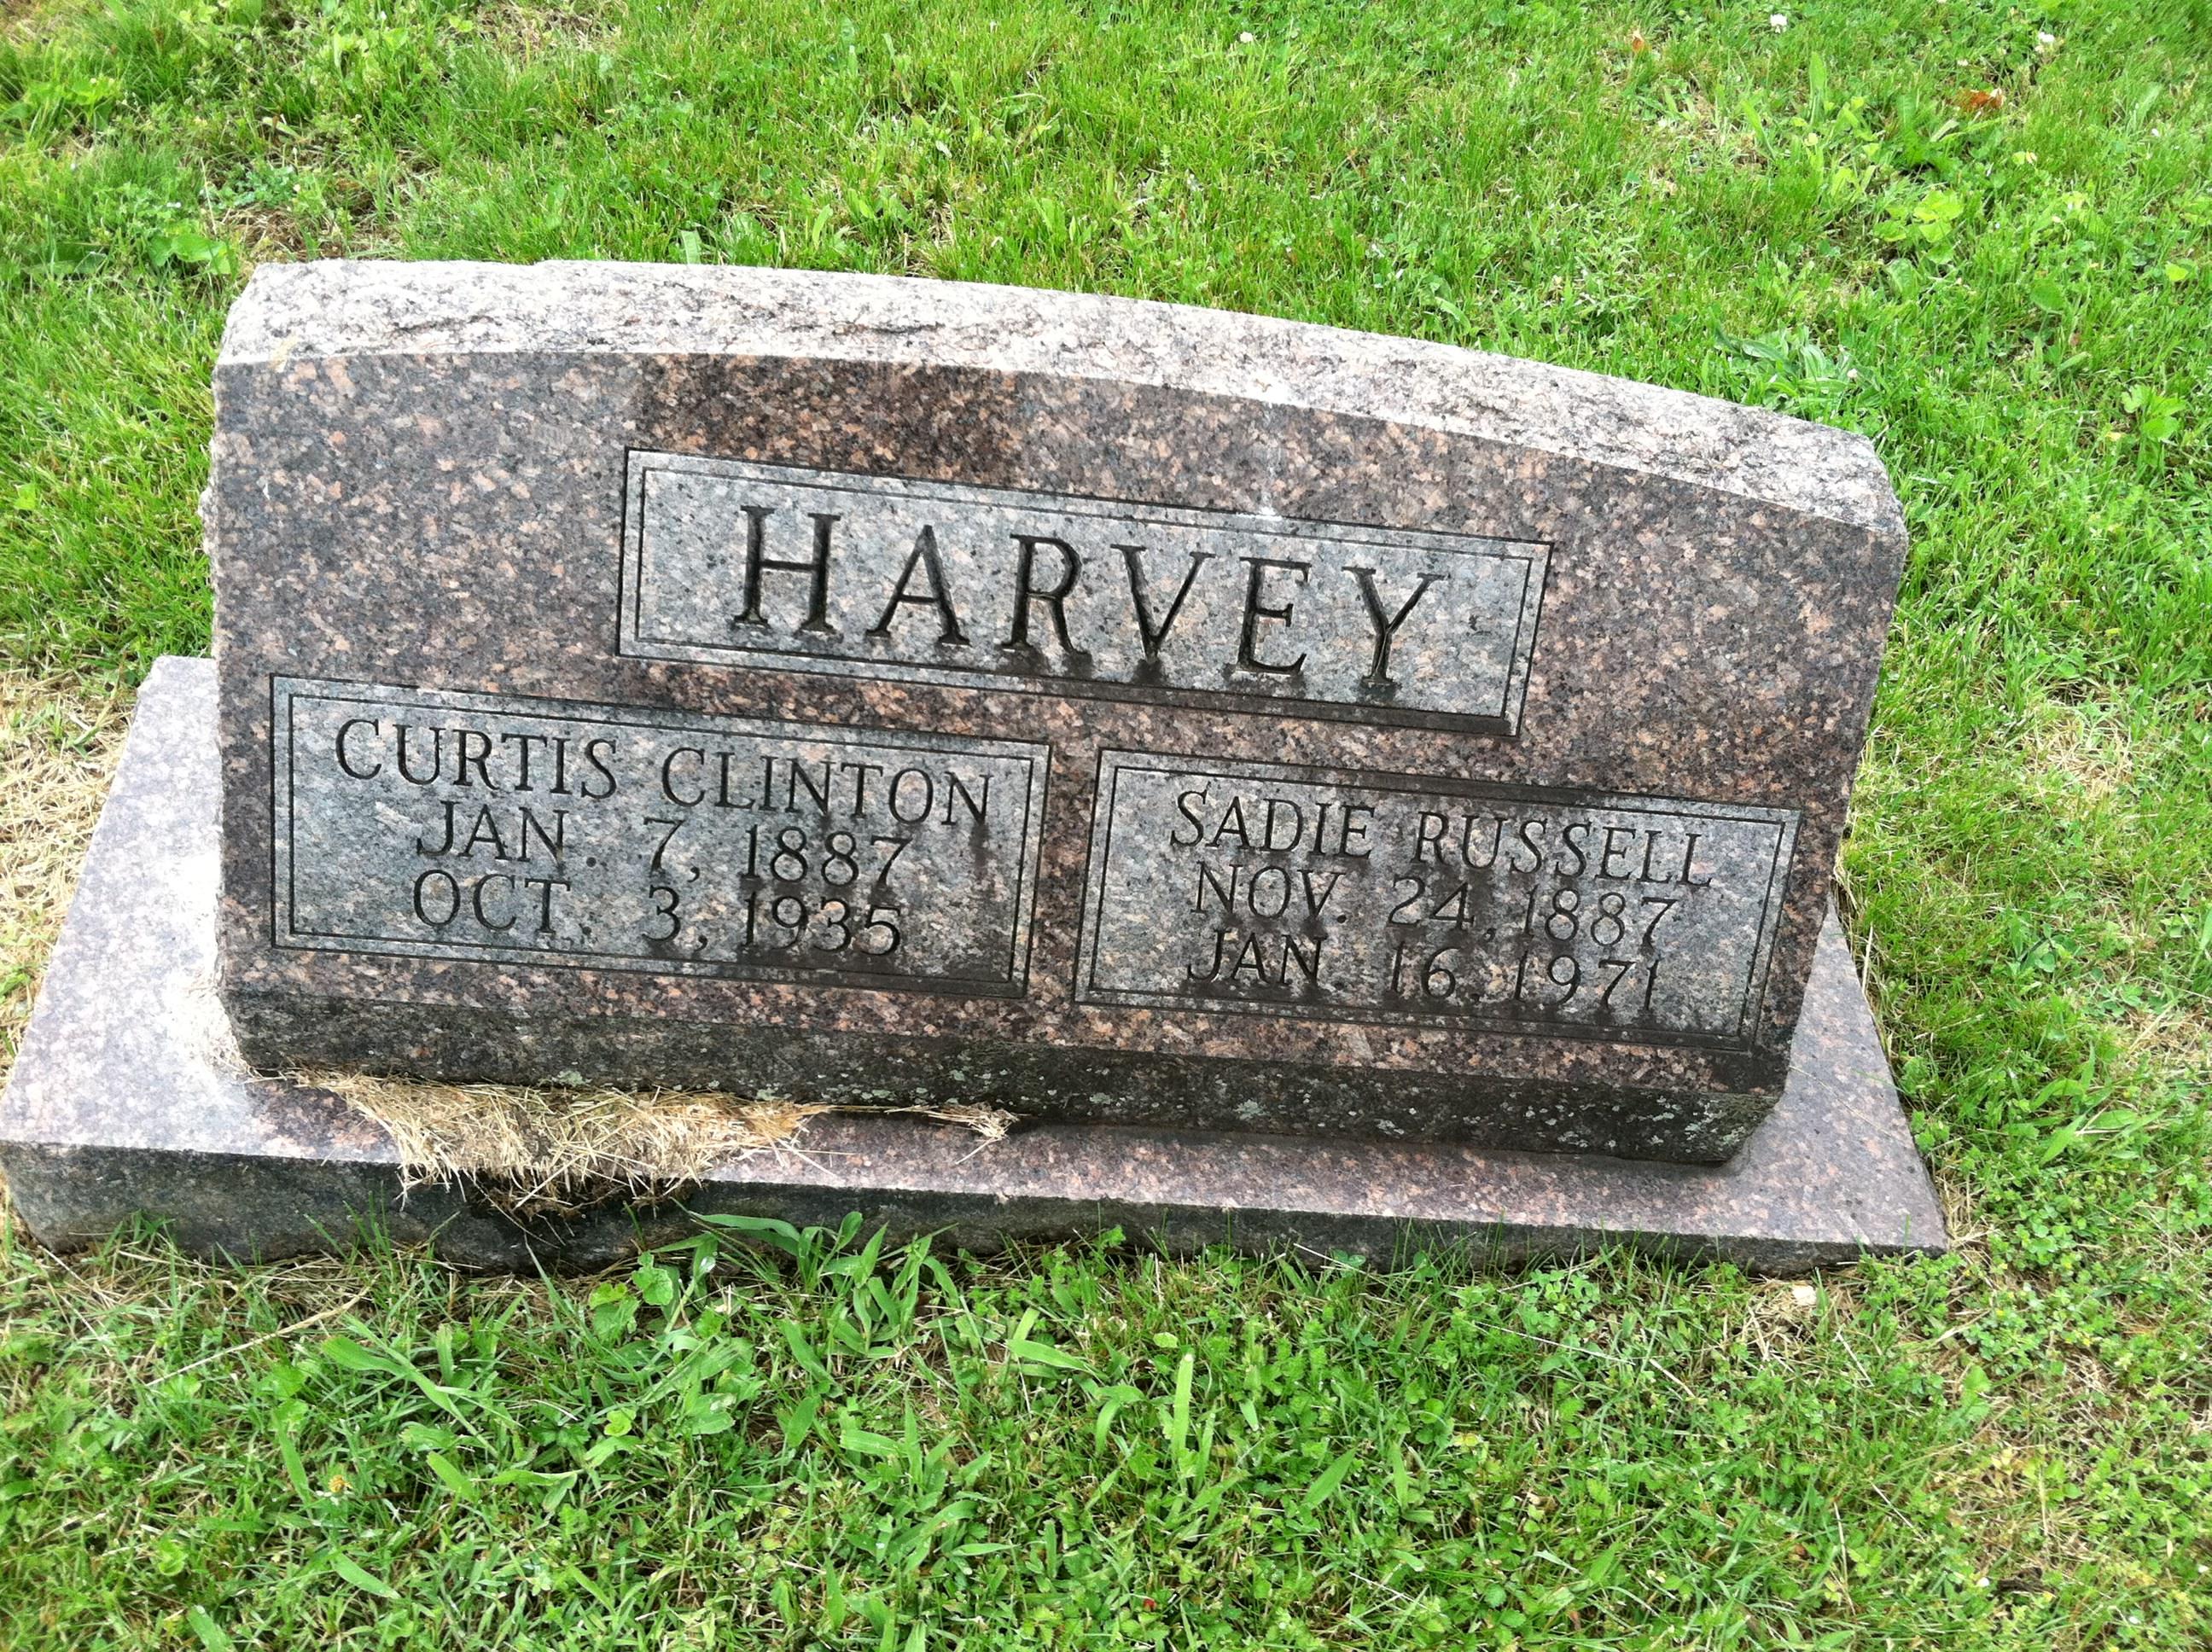 HARVEY
CURTIS CLINTON
JAN. 7, 1887
OCT. 3, 1935
SADIE RUSSELL
NOV. 24, 1887
JAN. 16, 1971